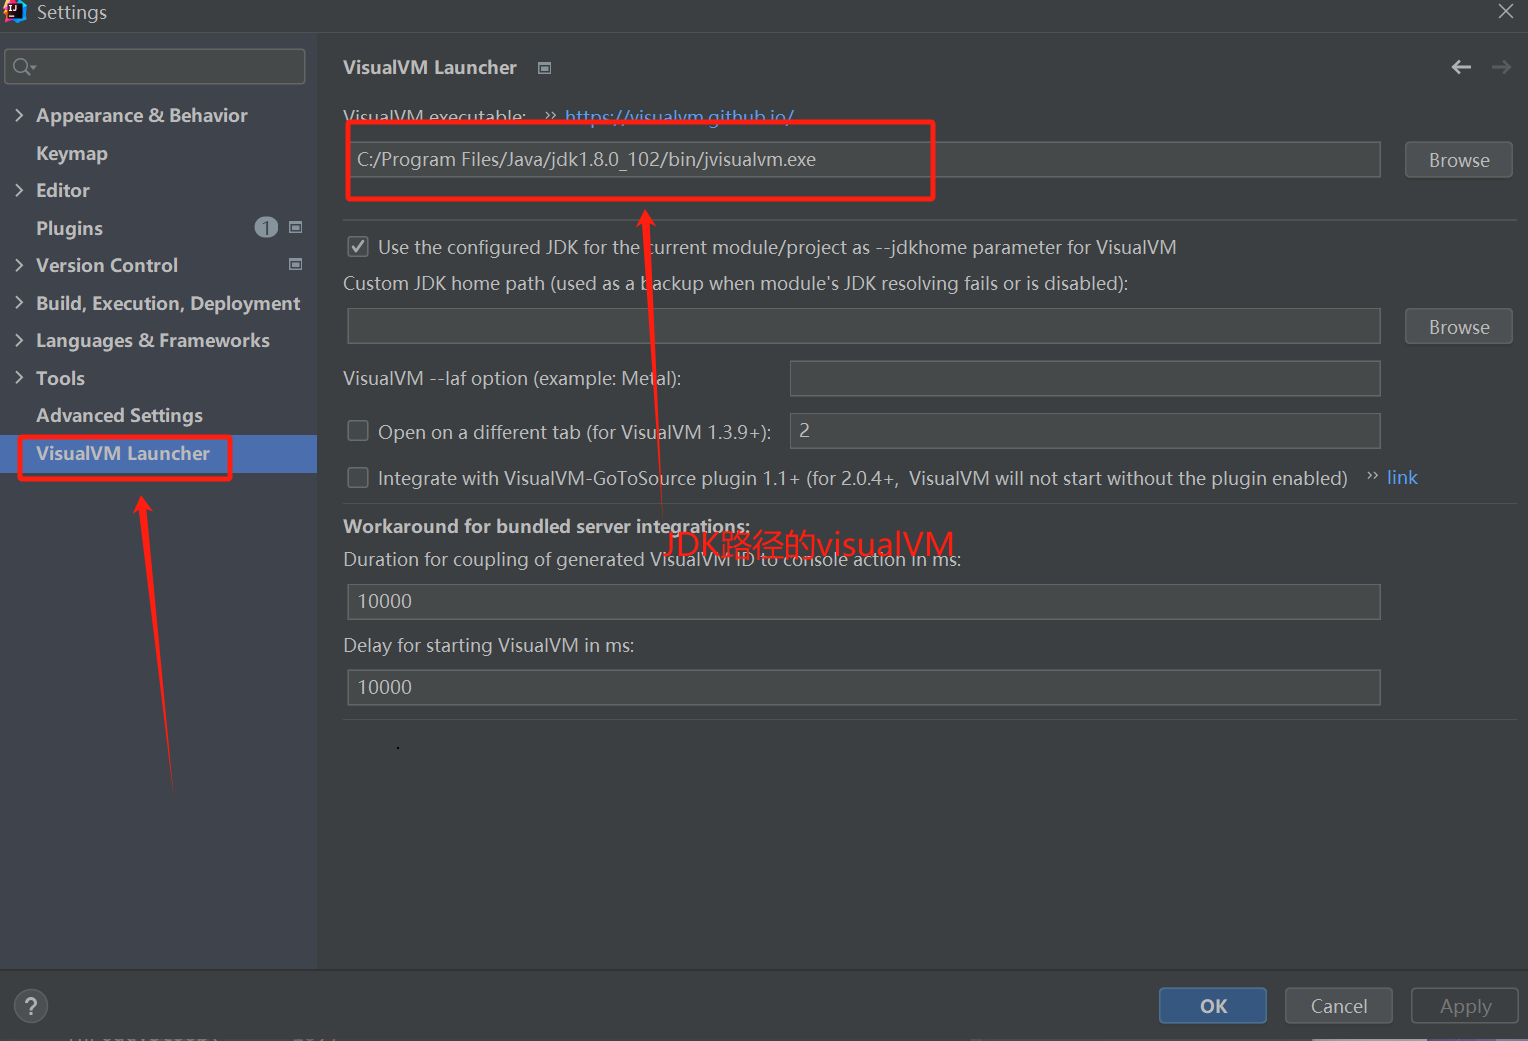 Settings
VisualVM Launcher
Appearance & Behavior
Keymap
Editor
Plugins 1
Version Control
Build, Execution, Deployment
Languages & Frameworks
Tools
Advanced Settings
VisualVM Launcher
VisualVM executable: » https://visualvm.github.io/
C:/Program Files/Java/jdk1.8.0_102/bin/jvisualvm.exe
Browse
Use the configured JDK for the current module/project as --jdkhome parameter for VisualVM
Custom JDK home path (used as a backup when module's JDK resolving fails or is disabled):
Browse
VisualVM --laf option (example: Metal):
Open on a different tab (for VisualVM 1.3.9+): 2
Integrate with VisualVM-GoToSource plugin 1.1+ (for 2.0.4+, VisualVM will not start without the plugin enabled) » link
Workaround for bundled server integrations:
JDK路径的visualVM
Duration for coupling of generated VisualVM ID to console action in ms:
10000
Delay for starting VisualVM in ms:
10000
?
OK
Cancel
Apply